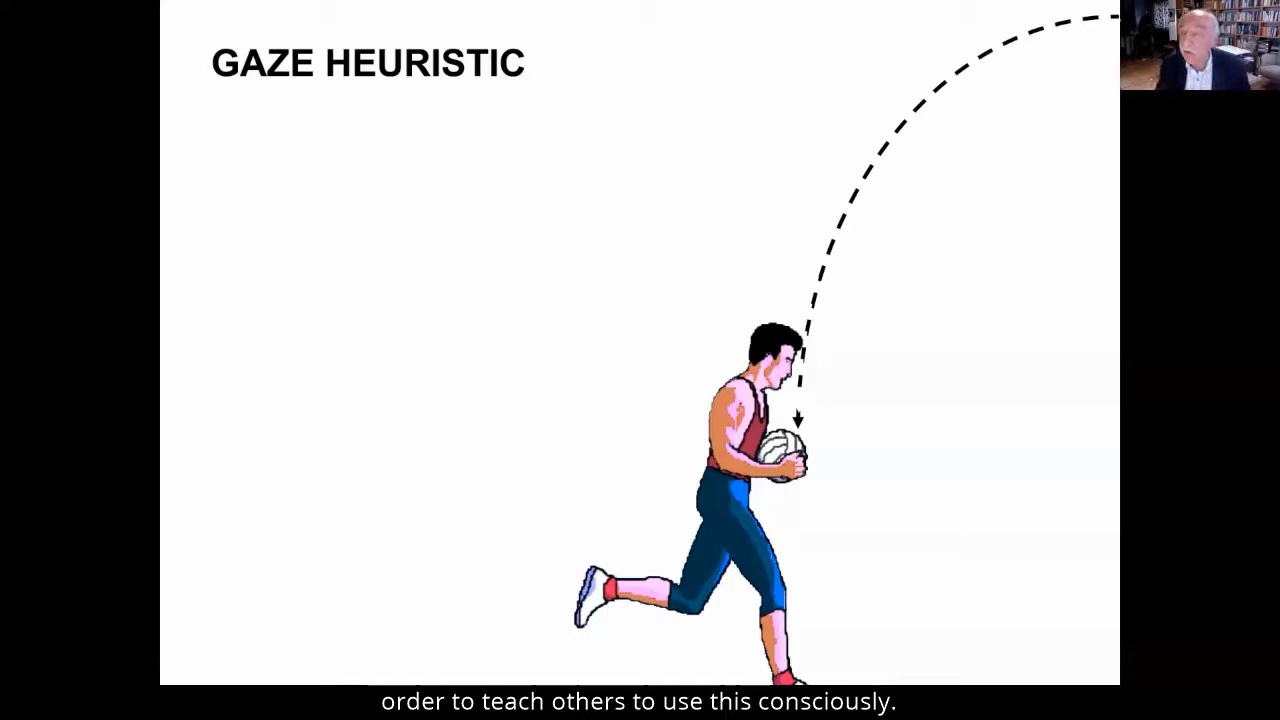 GAZE HEURISTIC
order to teach others to use this consciously.